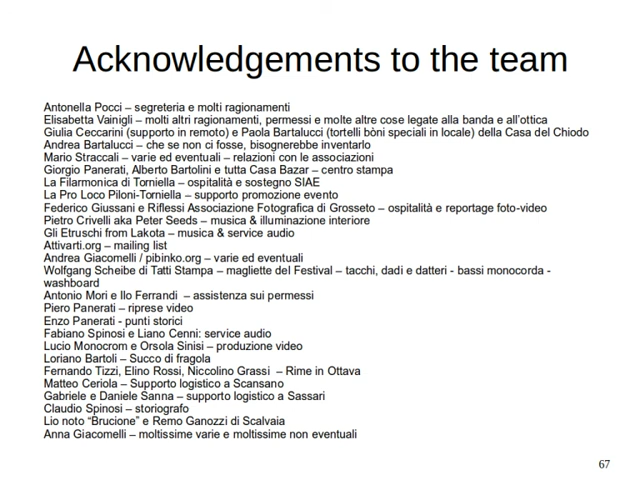 Acknowledgements to the team
Antonella Pocci – segreteria e molti ragionamenti
Elisabetta Vainigli – molti altri ragionamenti, permessi e molte altre cose legate alla banda e all'ottica
Giulia Ceccarini (supporto in remoto) e Paola Bartalucci (tortelli bòni speciali in locale) della Casa del Chiodo
Andrea Bartalucci – che se non ci fosse, bisognerebbe inventarlo
Mario Straccali – varie ed eventuali – relazioni con le associazioni
Giorgio Panerati, Alberto Bartolini e tutta Casa Bazar – centro stampa
La Filarmonica di Torniella – ospitalità e sostegno SIAE
La Pro Loco Piloni-Torniella – supporto promozione evento
Federico Giussani e Riflessi Associazione Fotografica di Grosseto – ospitalità e reportage foto-video
Pietro Crivelli aka Peter Seeds – musica & illuminazione interiore
Gli Etruschi from Lakota – musica & service audio
Attivarti.org – mailing list
Andrea Giacomelli / pibinko.org – varie ed eventuali
Wolfgang Scheibe di Tatti Stampa – magliette del Festival – tacchi, dadi e datteri - bassi monocorda -
washboard
Antonio Mori e Ilo Ferrandi – assistenza sui permessi
Piero Panerati – riprese video
Enzo Panerati - punti storici
Fabiano Spinosi e Liano Cenni: service audio
Lucio Monocrom e Orsola Sinisi – produzione video
Loriano Bartoli – Succo di fragola
Fernando Tizzi, Elino Rossi, Niccolino Grassi – Rime in Ottava
Matteo Ceriola – Supporto logistico a Scansano
Gabriele e Daniele Sanna – supporto logistico a Sassari
Claudio Spinosi – storiografo
Lio noto “Brucione” e Remo Ganozzi di Scalvaia
Anna Giacomelli – moltissime varie e moltissime non eventuali
67